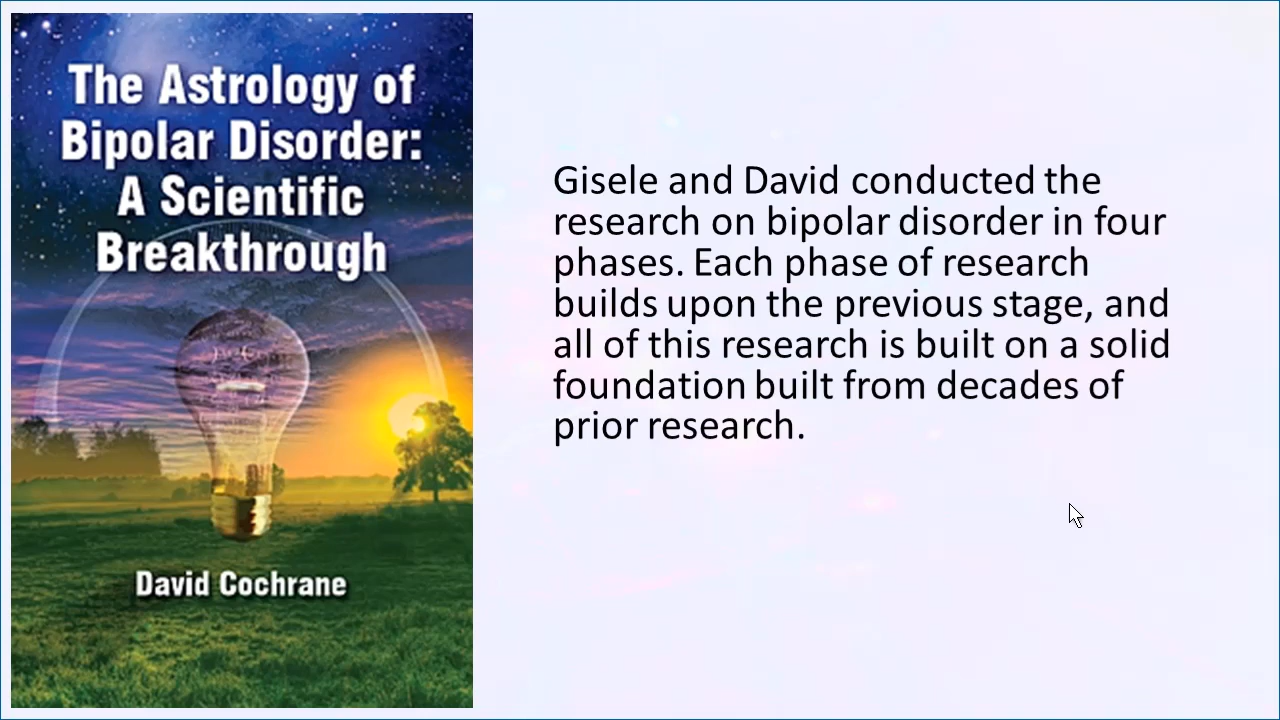 The Astrology of
Bipolar Disorder:
A Scientific
Breakthrough
David Cochrane
Gisele and David conducted the
research on bipolar disorder in four
phases. Each phase of research
builds upon the previous stage, and
all of this research is built on a solid
foundation built from decades of
prior research.